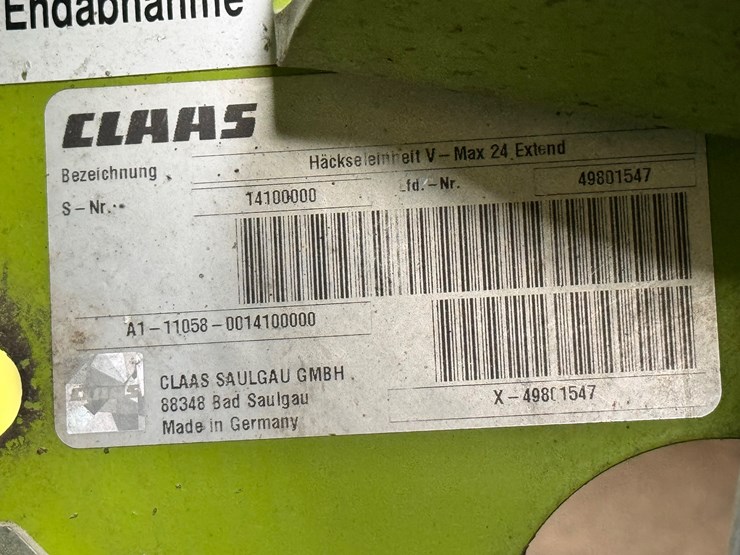 Endabnahme
CLAAS
Bezeichnung Häckseleinheit V-Max 24 Extend
S-Nr. 14100000 Lfd.-Nr. 49801547
A1-11058-0014100000
CLAAS SAULGAU GMBH
88348 Bad Saulgau
Made in Germany
X-49801547
CLAAS